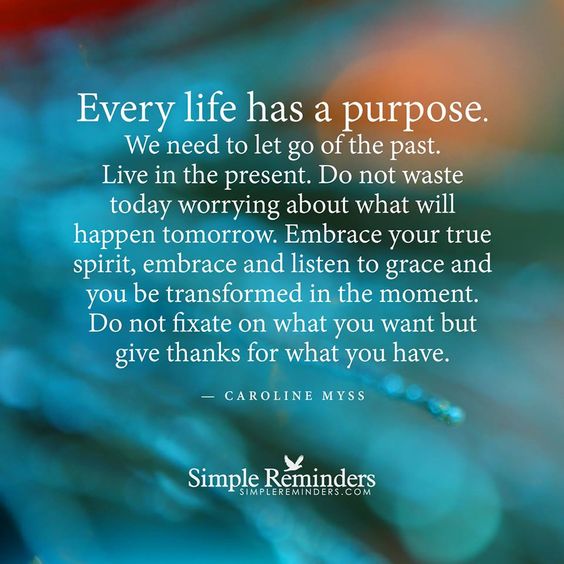 Every life has a purpose.
We need to let go of the past.
Live in the present. Do not waste
today worrying about what will
happen tomorrow. Embrace your true
spirit, embrace and listen to grace and
you be transformed in the moment.
Do not fixate on what you want but
give thanks for what you have.
— CAROLINE MYSS
Simple Reminders
SIMPLEREMINDERS.COM